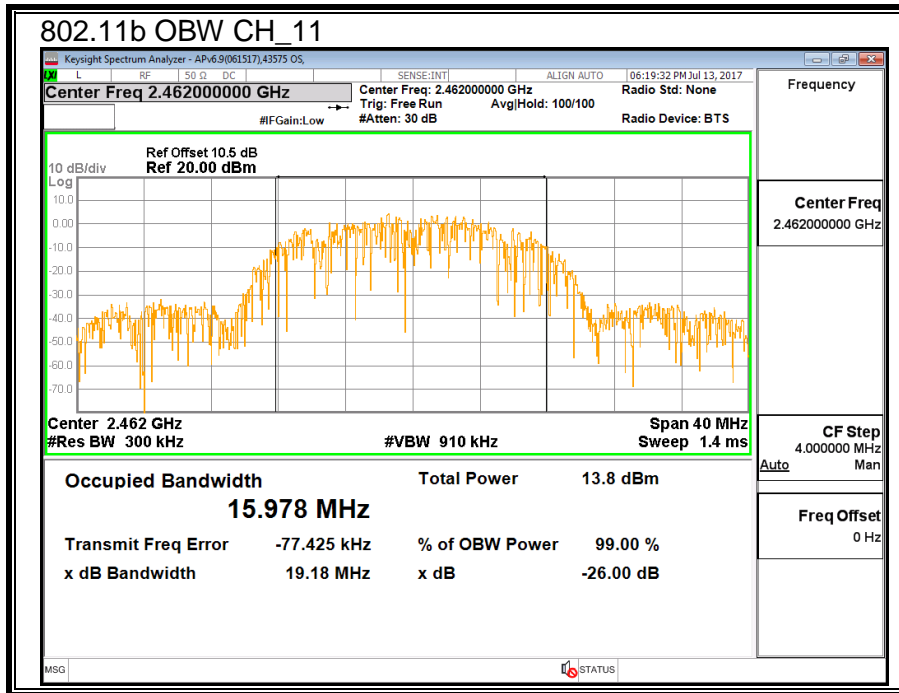 802.11b OBW CH_11
Keysight Spectrum Analyzer - APv6.9(061517),43575 OS,
LXI L RF 50 Ω DC SENSE:INT ALIGN AUTO 06:19:32 PM Jul 13, 2017
Center Freq 2.462000000 GHz
Center Freq: 2.462000000 GHz
Radio Std: None
Trig: Free Run Avg|Hold: 100/100
#IFGain:Low #Atten: 30 dB Radio Device: BTS
Ref Offset 10.5 dB
10 dB/div Ref 20.00 dBm
Log
10.0
0.00
-10.0
-20.0
-30.0
-40.0
-50.0
-60.0
-70.0
Center 2.462 GHz Span 40 MHz
#Res BW 300 kHz #VBW 910 kHz Sweep 1.4 ms
Occupied Bandwidth Total Power 13.8 dBm
15.978 MHz
Transmit Freq Error -77.425 kHz % of OBW Power 99.00 %
x dB Bandwidth 19.18 MHz x dB -26.00 dB
MSG STATUS
Frequency
Center Freq
2.462000000 GHz
CF Step
4.000000 MHz
Auto Man
Freq Offset
0 Hz